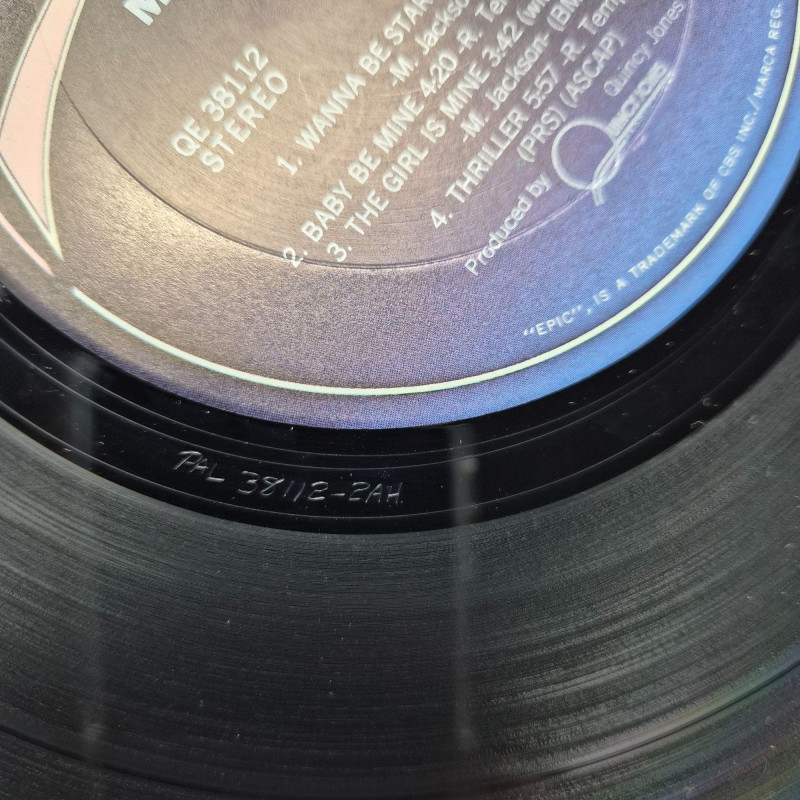 QE 38112
STEREO
1. WANNA BE STAR
-M. Jackson-
2. BABY BE MINE 4:20 -R. Te
3. THE GIRL IS MINE 3:42 (wi
-M. Jackson- (BM
4. THRILLER 5:57 -R. Temp
(PRS) (ASCAP)
Produced by Quincy Jones
"EPIC", IS A TRADEMARK OF CBS INC./MARCA REG.
PAL 38112-2AH